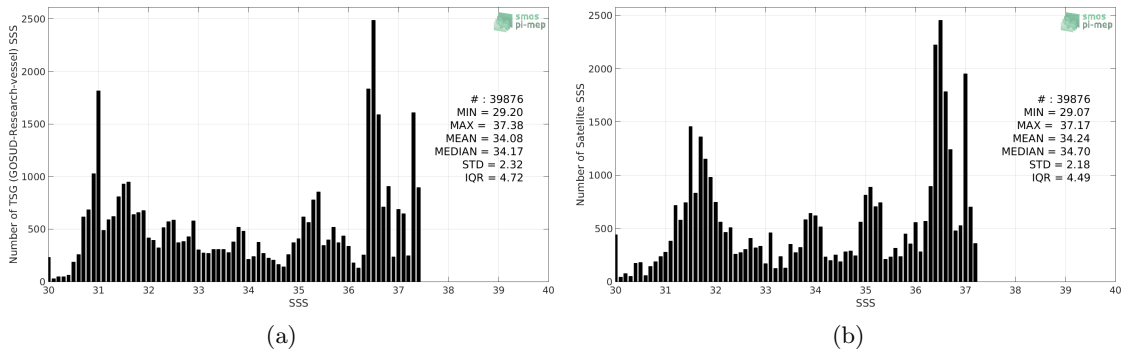 2500
2000
1500
1000
500
0
30 31 32 33 34 35 36 37 38 39 40
SSS
Number of TSG (GOSUD-Research-vessel) SSS
smos
pi-mep
# : 39876
MIN = 29.20
MAX = 37.38
MEAN = 34.08
MEDIAN = 34.17
STD = 2.32
IQR = 4.72
(a)
2500
2000
1500
1000
500
0
30 31 32 33 34 35 36 37 38 39 40
SSS
Number of Satellite SSS
smos
pi-mep
# : 39876
MIN = 29.07
MAX = 37.17
MEAN = 34.24
MEDIAN = 34.70
STD = 2.18
IQR = 4.49
(b)